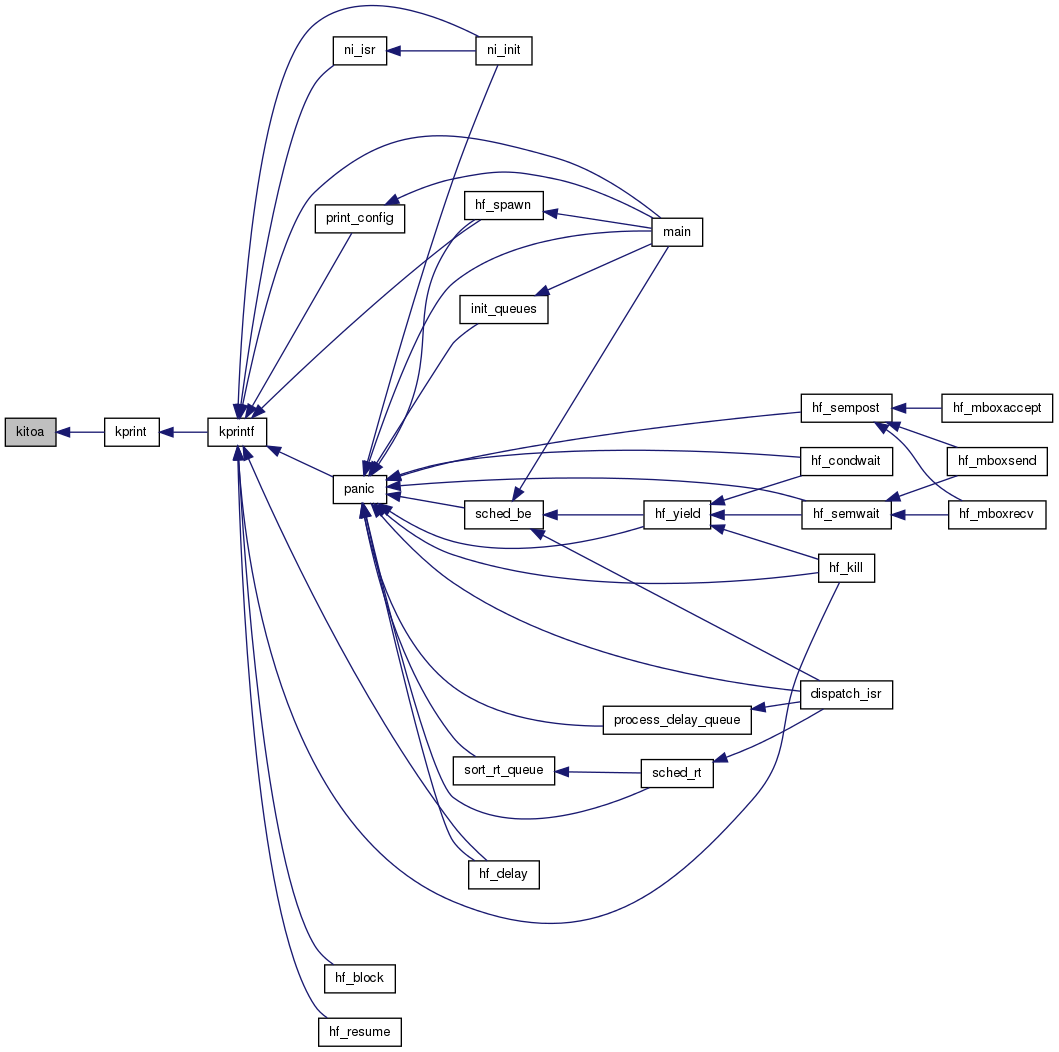 ni_isr
ni_init
print_config
hf_spawn
main
init_queues
kitoa
kprint
kprintf
panic
sched_be
hf_yield
hf_sempost
hf_mboxaccept
hf_condwait
hf_mboxsend
hf_semwait
hf_mboxrecv
hf_kill
dispatch_isr
process_delay_queue
sort_rt_queue
sched_rt
hf_delay
hf_block
hf_resume